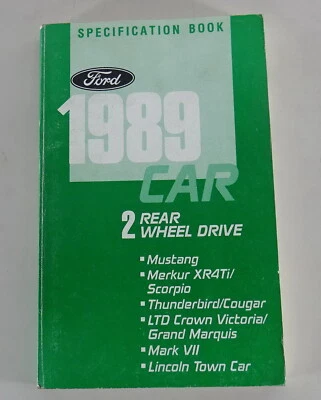 SPECIFICATION BOOK
Ford
1989
CAR
2 REAR
WHEEL DRIVE
▪ Mustang
▪ Merkur XR4Ti/
Scorpio
▪ Thunderbird/Cougar
▪ LTD Crown Victoria/
Grand Marquis
▪ Mark VII
▪ Lincoln Town Car